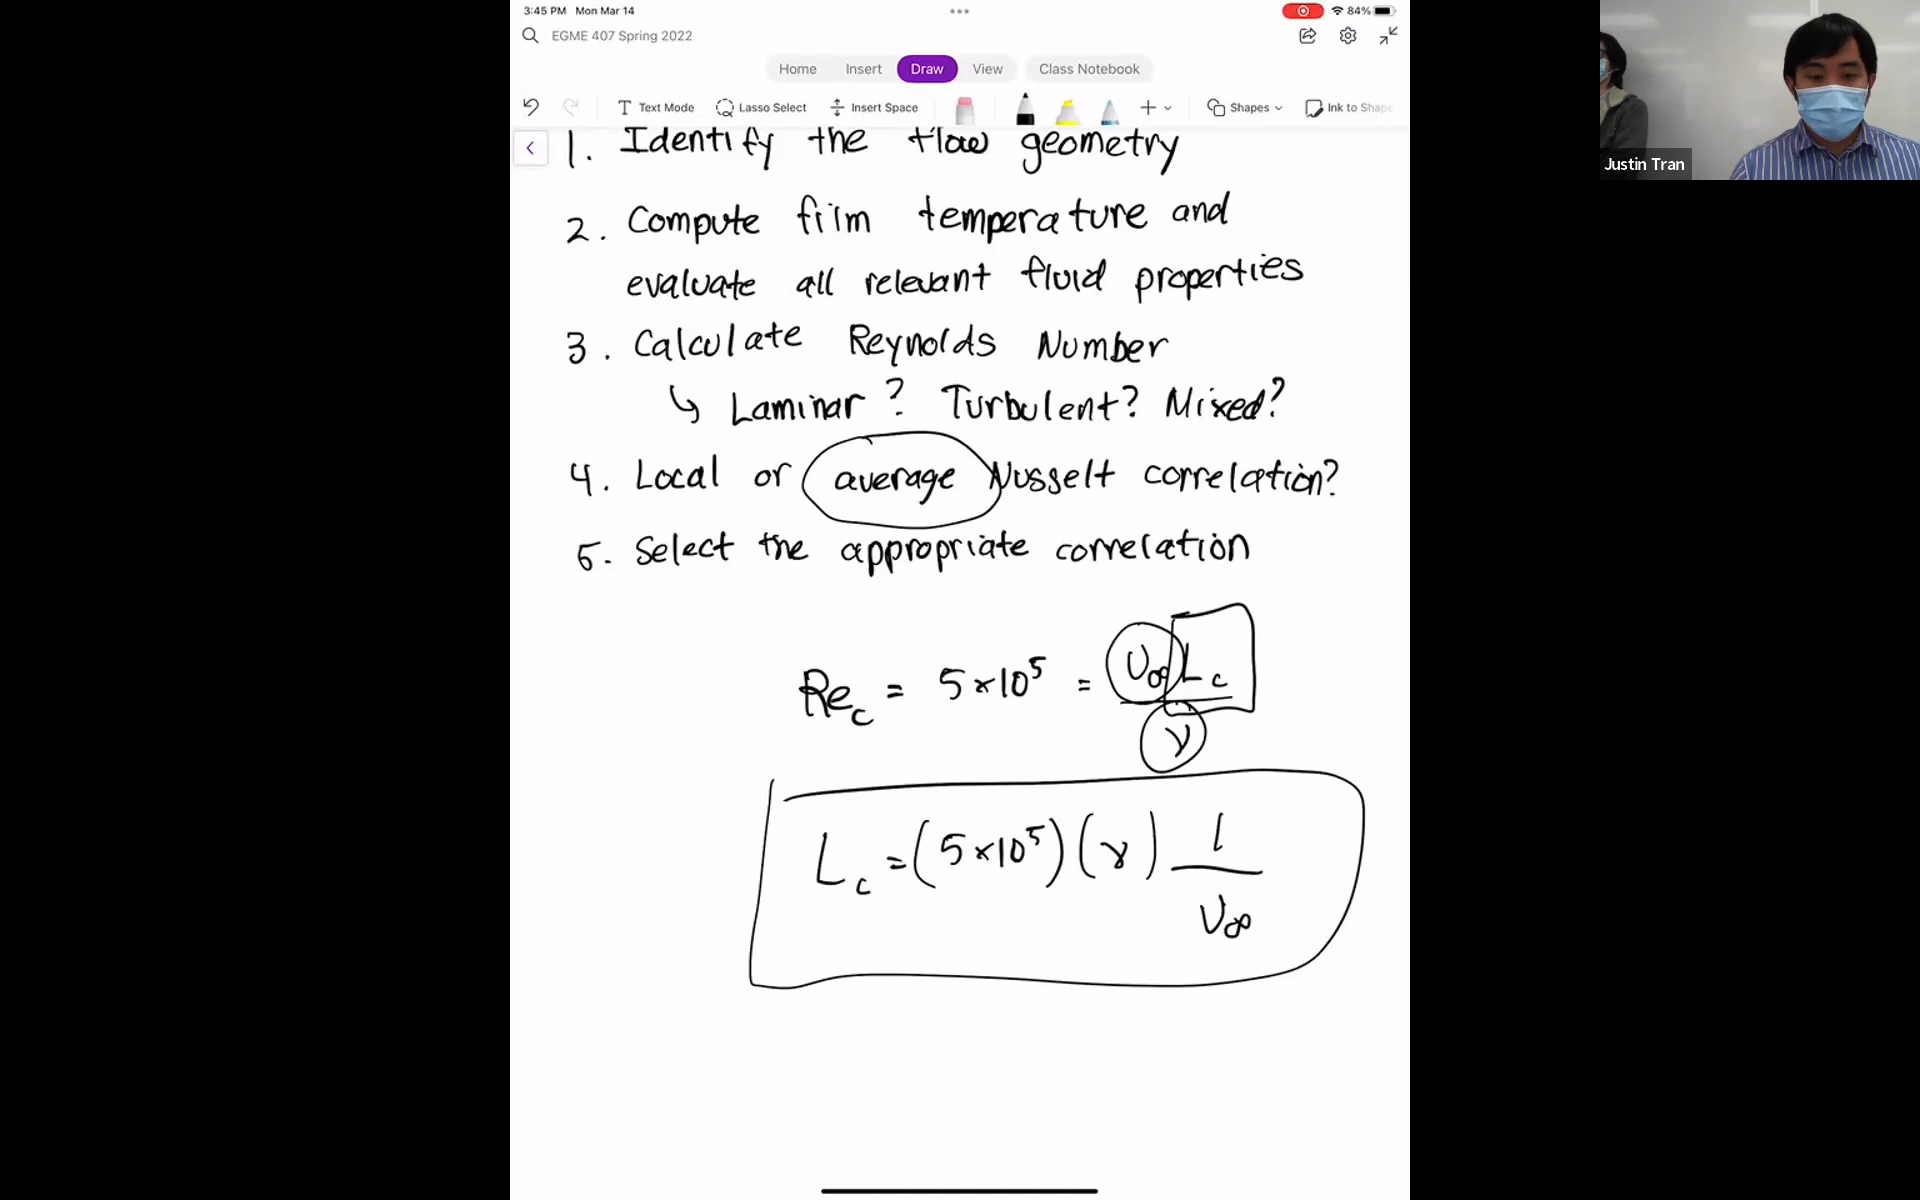 3:45 PM Mon Mar 14
84%
EGME 407 Spring 2022
Home Insert Draw View Class Notebook
Text Mode Lasso Select Insert Space Shapes Ink to Shape
1. Identify the flow geometry
2. Compute film temperature and
evaluate all relevant fluid properties
3. Calculate Reynolds Number
↳ Laminar? Turbulent? Mixed?
4. Local or average Nusselt correlation?
5. Select the appropriate correlation
Re_c = 5×10^5 = U∞ L_c / ν
L_c = (5×10^5)(ν) 1 / U∞
Justin Tran